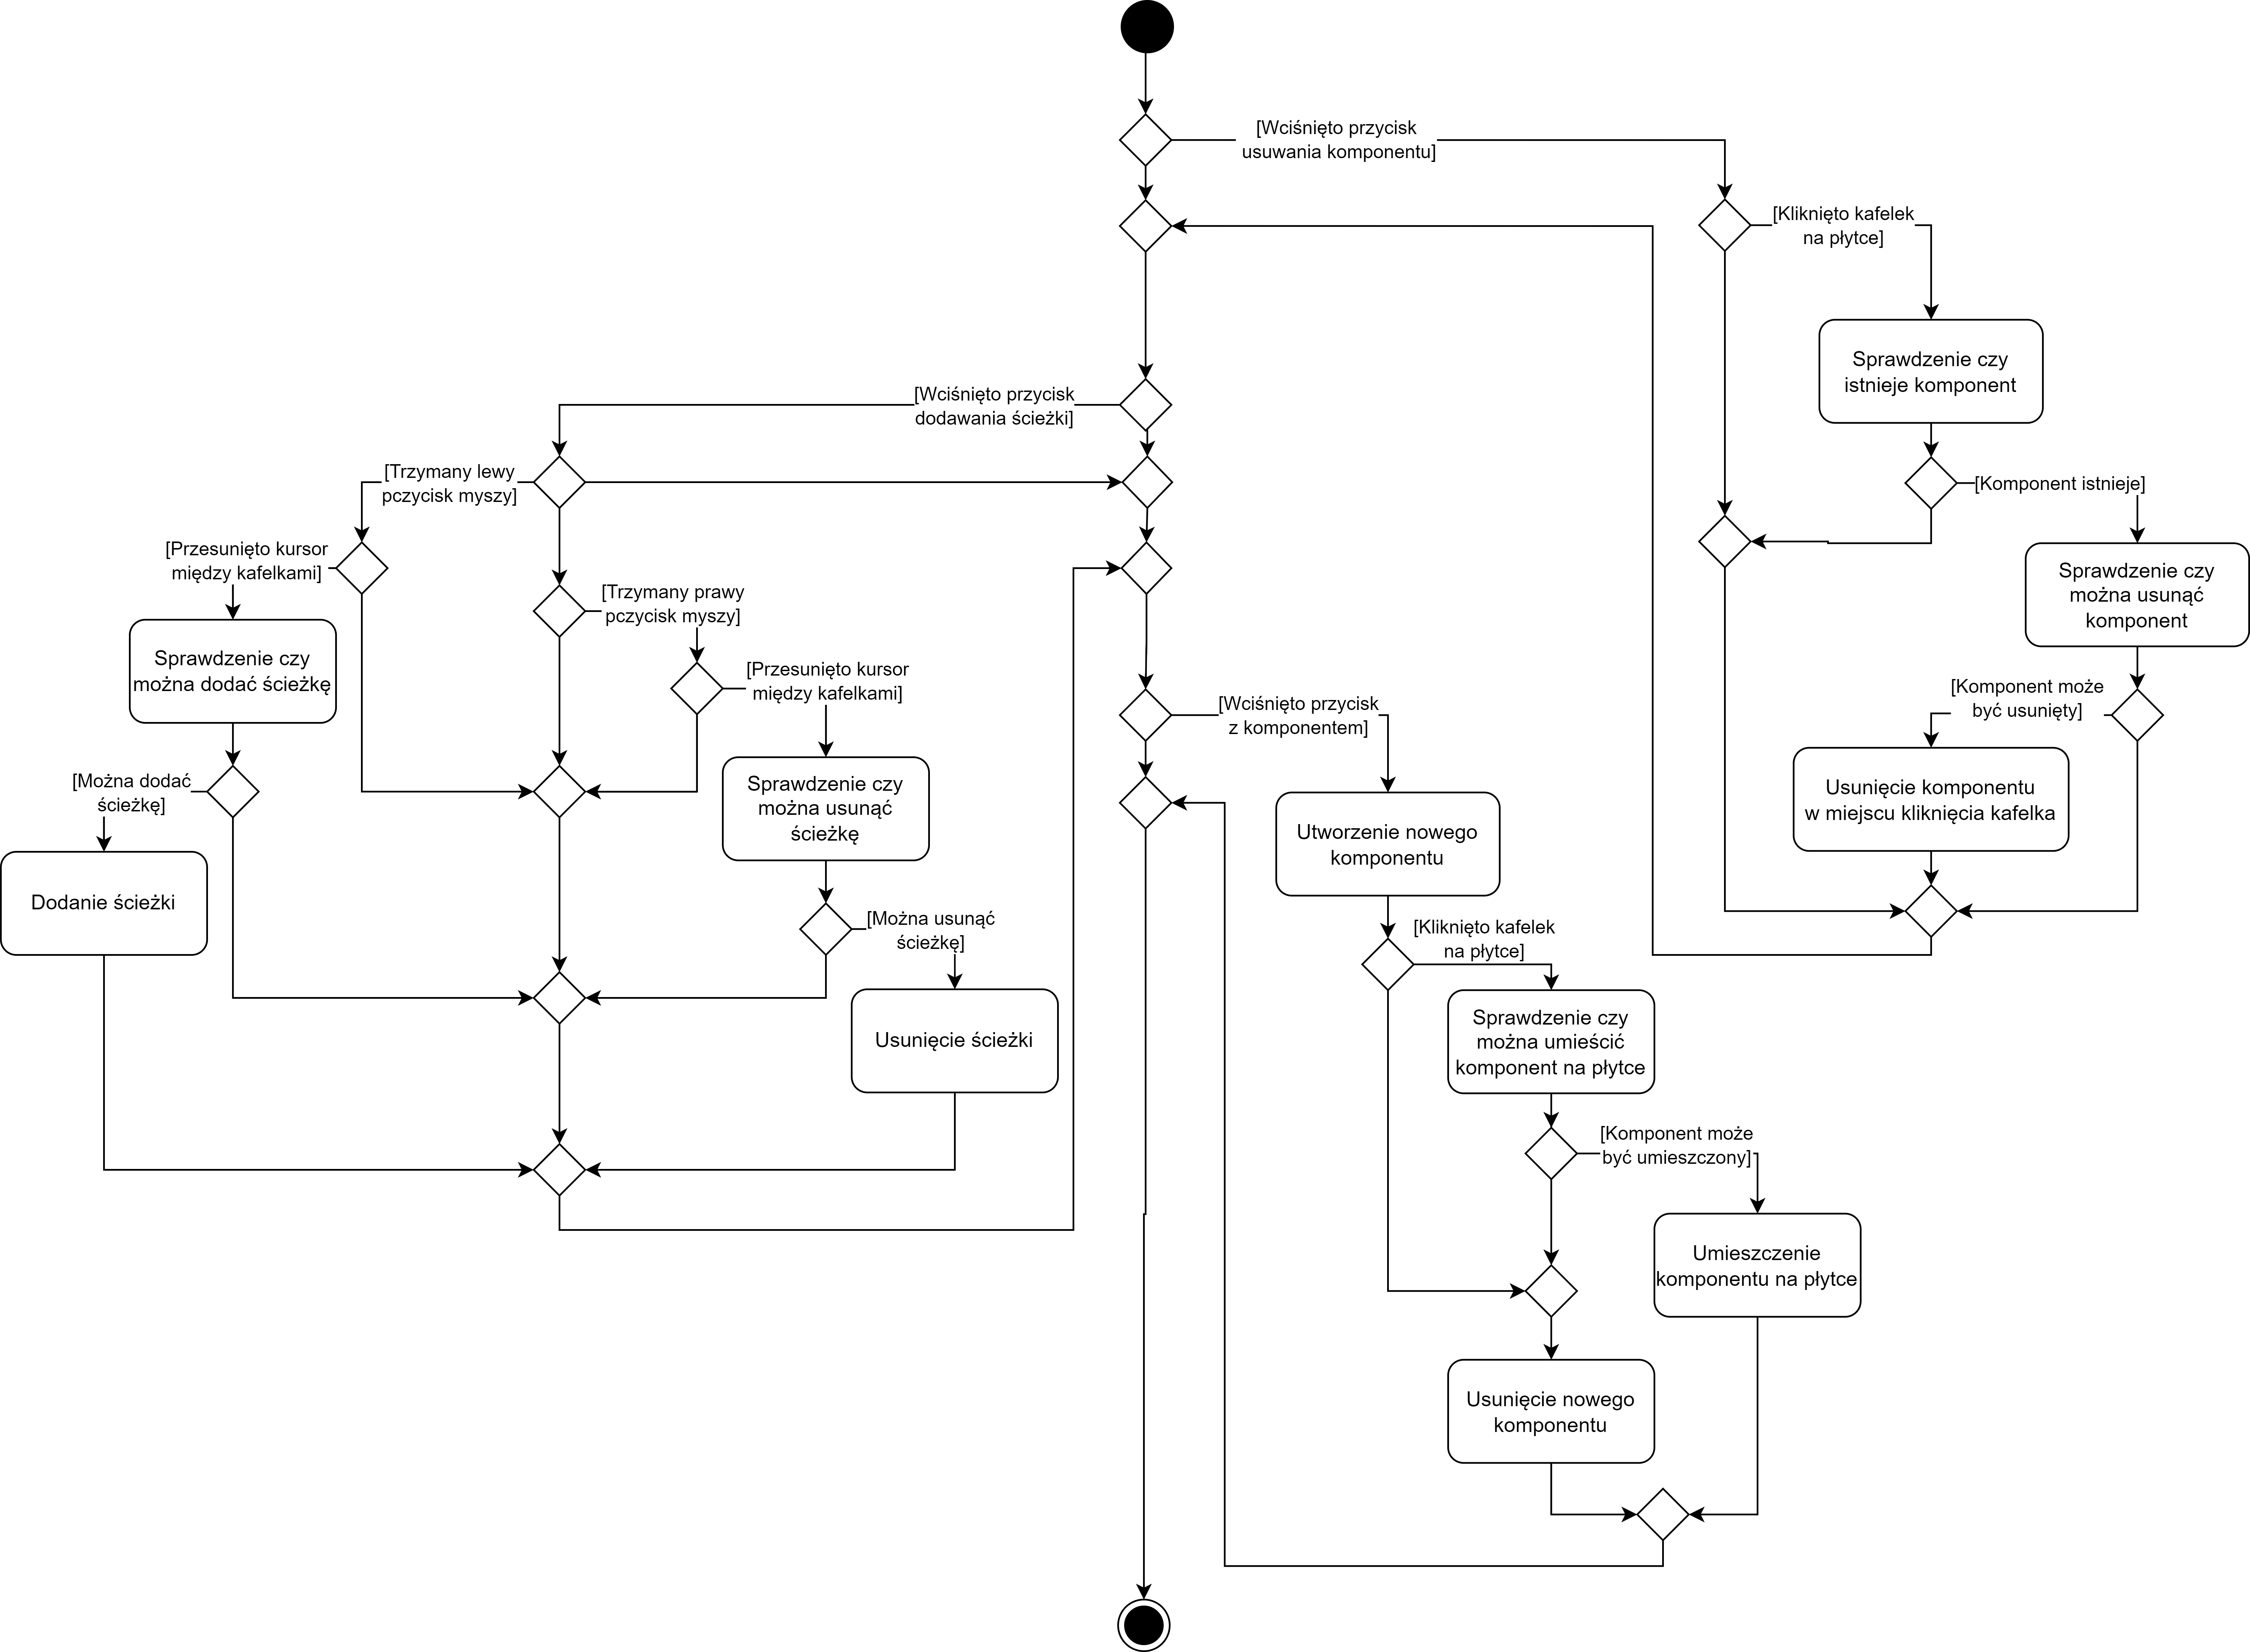 [Wciśnięto przycisk
usuwania komponentu]
[Kliknięto kafelek
na płytce]
Sprawdzenie czy
istnieje komponent
[Wciśnięto przycisk
dodawania ścieżki]
[Trzymany lewy
pczycisk myszy]
[Komponent istnieje]
[Przesunięto kursor
między kafelkami]
Sprawdzenie czy
można usunąć
komponent
[Trzymany prawy
pczycisk myszy]
Sprawdzenie czy
można dodać ścieżkę
[Przesunięto kursor
między kafelkami]
[Komponent może
być usunięty]
[Wciśnięto przycisk
z komponentem]
[Można dodać
ścieżkę]
Sprawdzenie czy
można usunąć
ścieżkę
Usunięcie komponentu
w miejscu kliknięcia kafelka
Utworzenie nowego
komponentu
Dodanie ścieżki
[Można usunąć
ścieżkę]
[Kliknięto kafelek
na płytce]
Usunięcie ścieżki
Sprawdzenie czy
można umieścić
komponent na płytce
[Komponent może
być umieszczony]
Umieszczenie
komponentu na płytce
Usunięcie nowego
komponentu